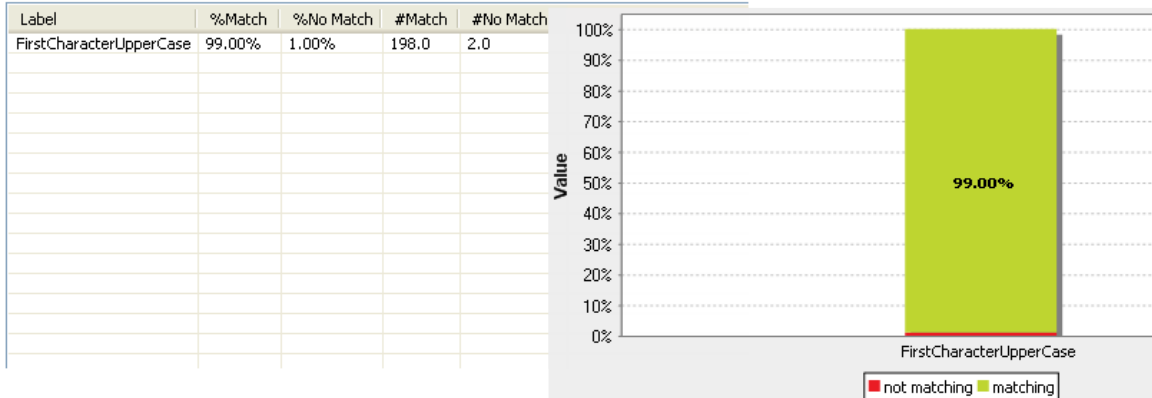 Label %Match %No Match #Match #No Match
FirstCharacterUpperCase 99.00% 1.00% 198.0 2.0
100%
90%
80%
70%
60%
50%
40%
30%
20%
10%
0%
Value
99.00%
FirstCharacterUpperCase
not matching matching